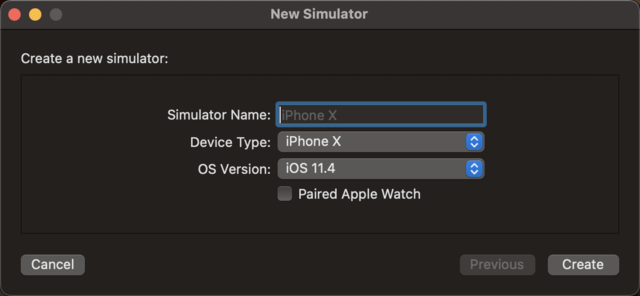 New Simulator
Create a new simulator:
Simulator Name: iPhone X
Device Type: iPhone X
OS Version: iOS 11.4
Paired Apple Watch
Cancel Previous Create